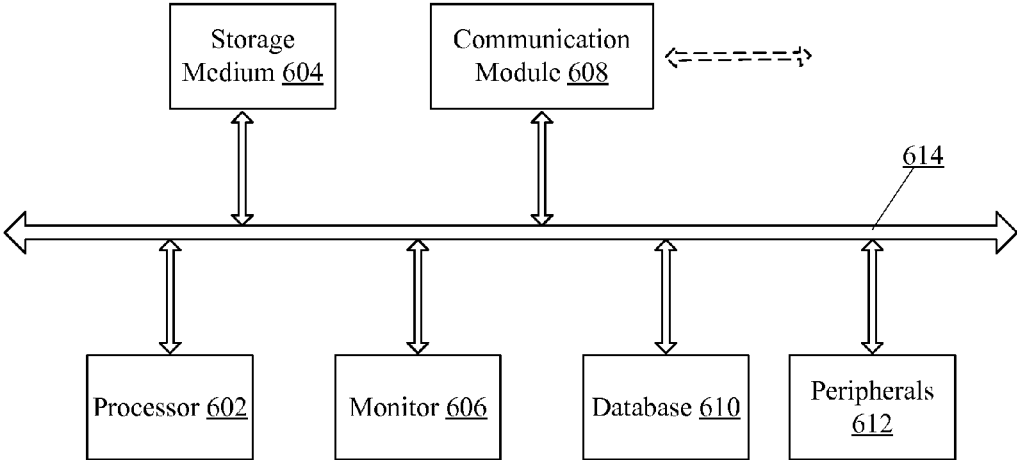 Storage
Medium 604
Communication
Module 608
614
Processor 602
Monitor 606
Database 610
Peripherals
612